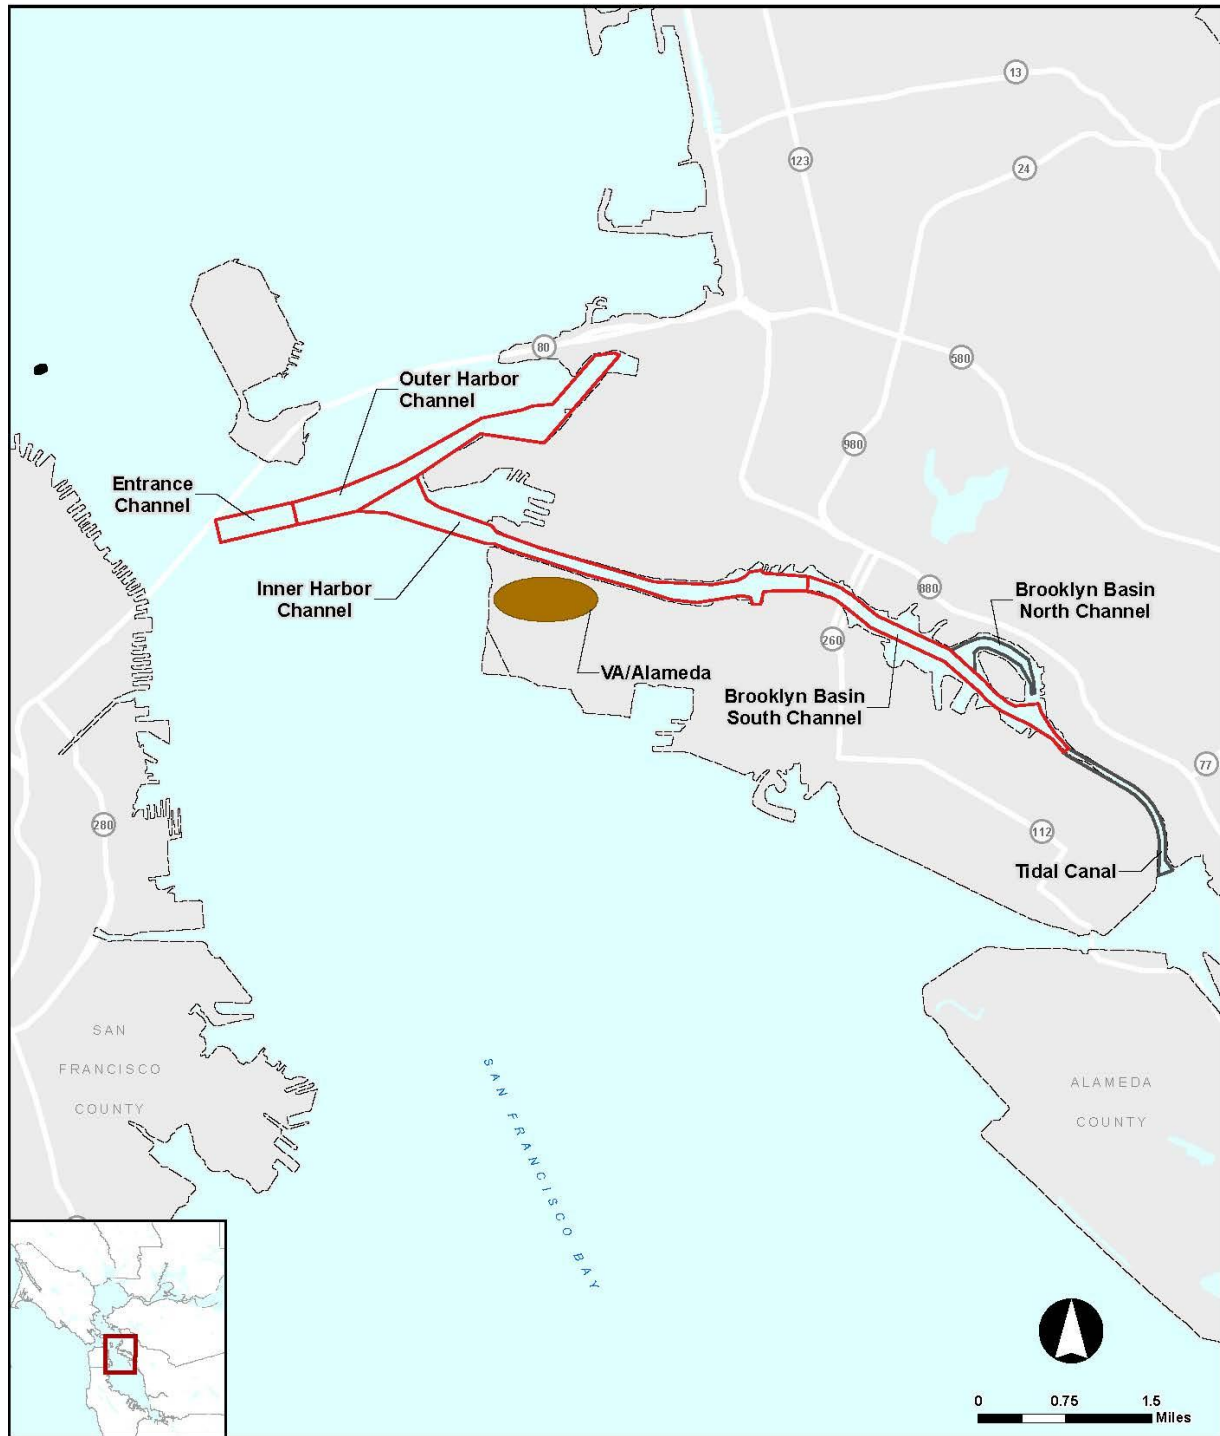 13
123
24
80
580
Outer Harbor
Channel
980
Entrance
Channel
Inner Harbor
Channel
880
Brooklyn Basin
North Channel
260
VA/Alameda
Brooklyn Basin
South Channel
77
280
112
Tidal Canal
SAN
FRANCISCO
COUNTY
SAN FRANCISCO BAY
ALAMEDA
COUNTY
0 0.75 1.5
Miles